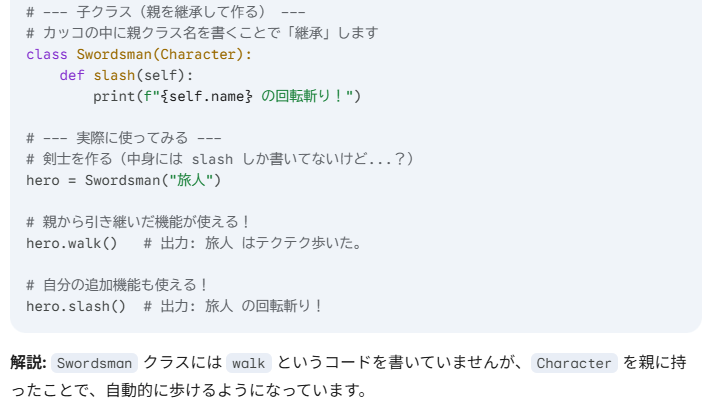 # --- 子クラス（親を継承して作る） ---
# カッコの中に親クラス名を書くことで「継承」します
class Swordsman(Character):
    def slash(self):
        print(f"{self.name} の回転斬り！")
# --- 実際に使ってみる ---
# 剣士を作る（中身には slash しか書いてないけど...？）
hero = Swordsman("旅人")
# 親から引き継いだ機能が使える！
hero.walk()   # 出力: 旅人 はテクテク歩いた。
# 自分の追加機能も使える！
hero.slash()  # 出力: 旅人 の回転斬り！
解説: Swordsman クラスには walk というコードを書いていませんが、Character を親に持
ったことで、自動的に歩けるようになっています。